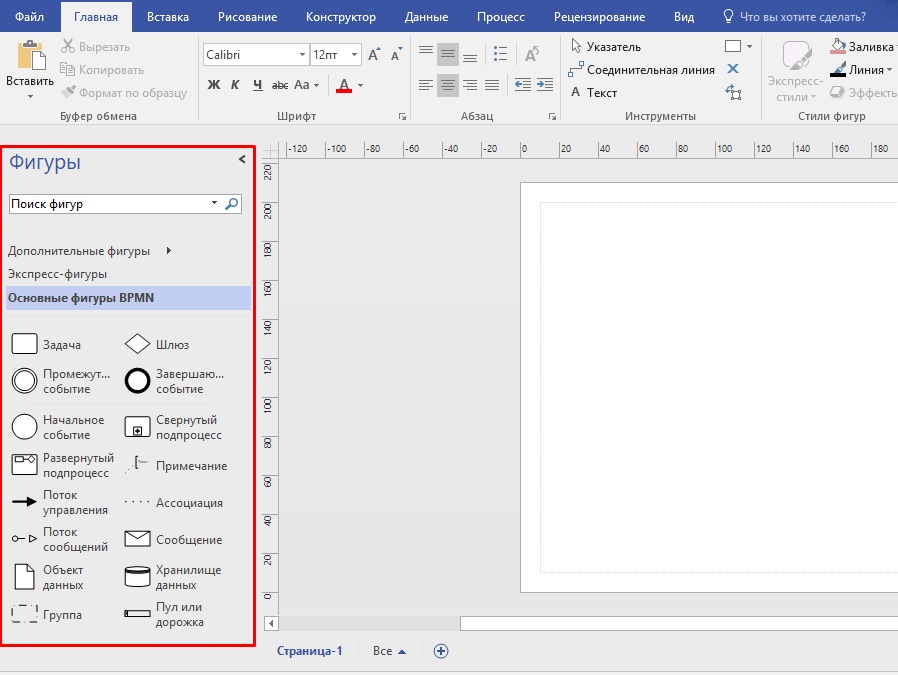 Файл Главная Вставка Рисование Конструктор Данные Процесс Рецензирование Вид Что вы хотите сделать?
Вставить
Вырезать
Копировать
Формат по образцу
Буфер обмена
Calibri 12пт
Ж К Ч abc Aa А
Шрифт
Абзац
Указатель
Соединительная линия
А Текст
Инструменты
Экспресс-
стили
Заливка
Линия
Эффекты
Стили фигур
Фигуры
Поиск фигур
Дополнительные фигуры
Экспресс-фигуры
Основные фигуры BPMN
Задача
Шлюз
Промежут...
событие
Завершаю...
событие
Начальное
событие
Свернутый
подпроцесс
Развернутый
подпроцесс
Примечание
Поток
управления
Ассоциация
Поток
сообщений
Сообщение
Объект
данных
Хранилище
данных
Группа
Пул или
дорожка
-120 -100 -80 -60 -40 -20 0 20 40 60 80 100 120 140 160 180
220
200
180
160
140
120
100
80
60
40
20
0
Страница-1 Все